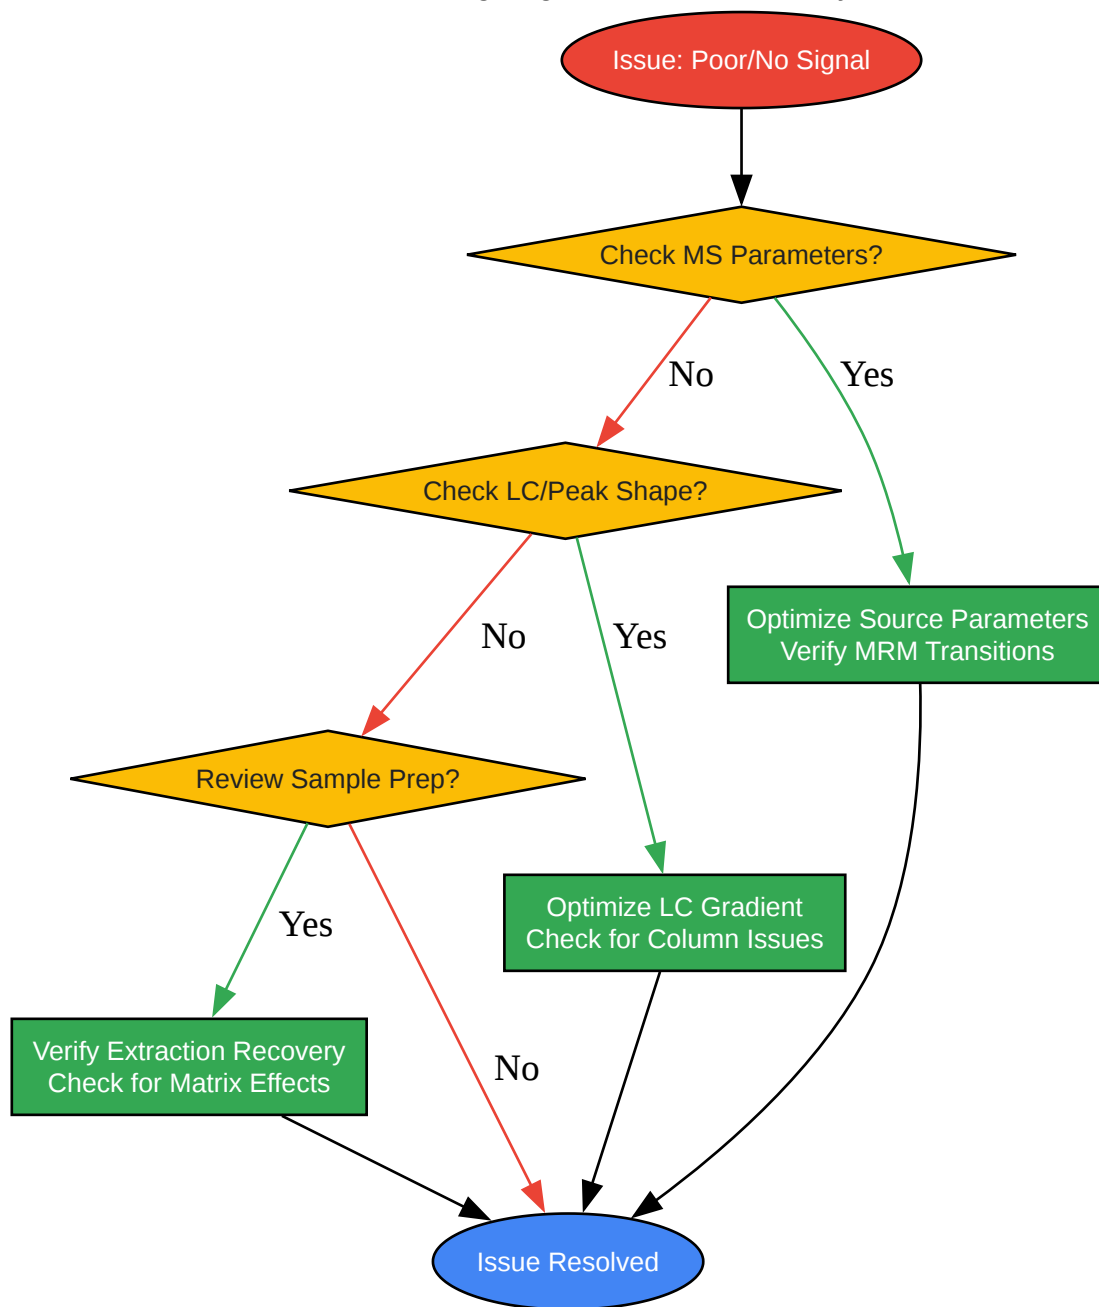 Issue: Poor/No Signal
Check MS Parameters?
No
Yes
Check LC/Peak Shape?
Optimize Source Parameters
Verify MRM Transitions
No
Yes
Review Sample Prep?
Optimize LC Gradient
Check for Column Issues
Yes
Verify Extraction Recovery
Check for Matrix Effects
No
Issue Resolved